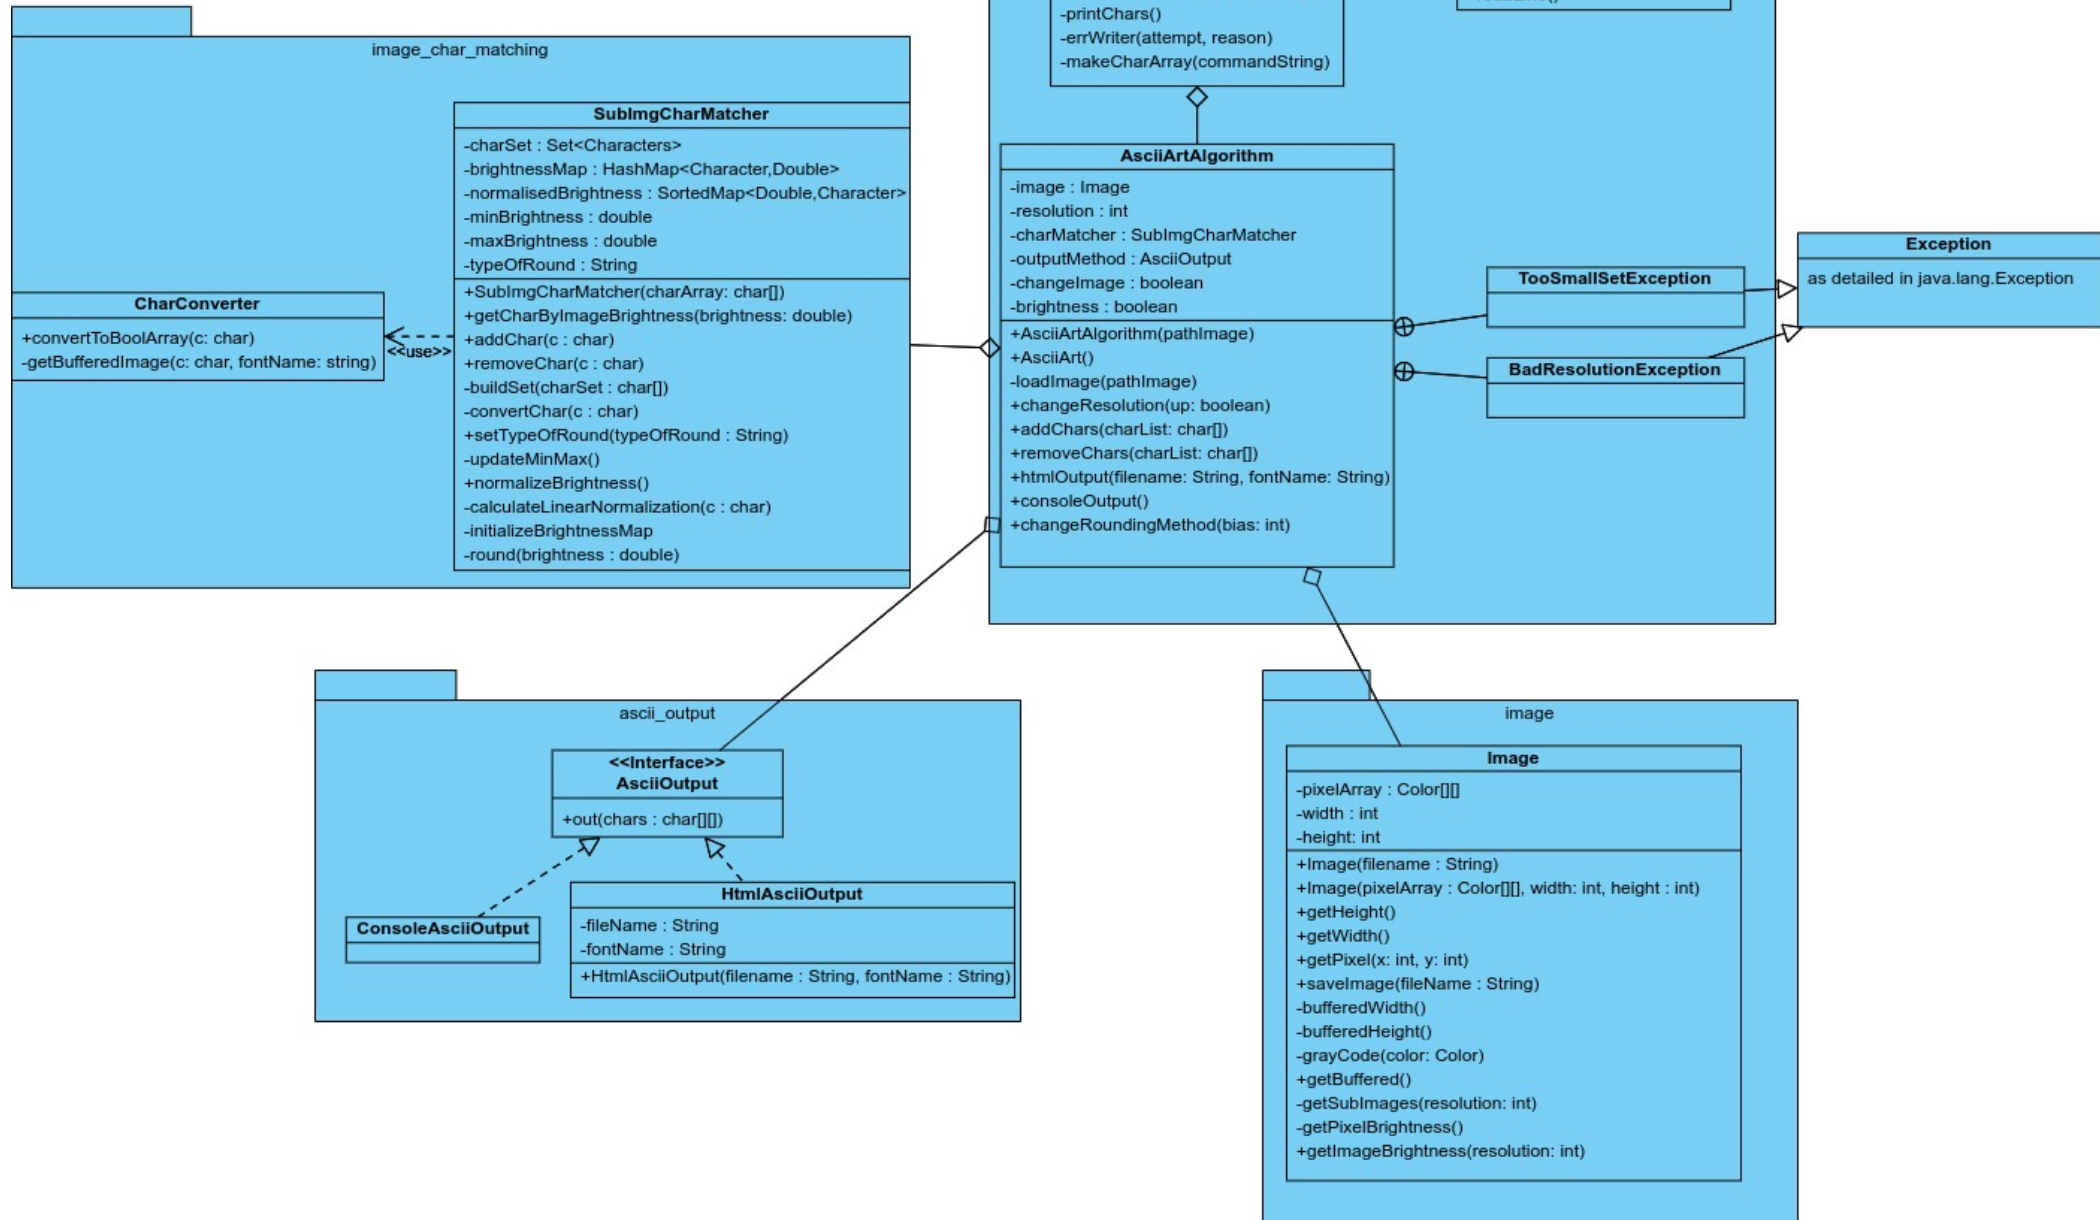 image_char_matching
SubImgCharMatcher
-charSet : Set<Characters>
-brightnessMap : HashMap<Character,Double>
-normalisedBrightness : SortedMap<Double,Character>
-minBrightness : double
-maxBrightness : double
-typeOfRound : String
+SubImgCharMatcher(charArray: char[])
+getCharByImageBrightness(brightness: double)
+addChar(c : char)
+removeChar(c : char)
-buildSet(charSet : char[])
-convertChar(c : char)
+setTypeOfRound(typeOfRound : String)
-updateMinMax()
+normalizeBrightness()
-calculateLinearNormalization(c : char)
-initializeBrightnessMap
-round(brightness : double)
CharConverter
+convertToBoolArray(c: char)
-getBufferedImage(c: char, fontName: string)
<<use>>
-printChars()
-errWriter(attempt, reason)
-makeCharArray(commandString)
AsciiArtAlgorithm
-image : Image
-resolution : int
-charMatcher : SubImgCharMatcher
-outputMethod : AsciiOutput
-changeImage : boolean
-brightness : boolean
+AsciiArtAlgorithm(pathImage)
+AsciiArt()
-loadImage(pathImage)
+changeResolution(up: boolean)
+addChars(charList: char[])
+removeChars(charList: char[])
+htmlOutput(filename: String, fontName: String)
+consoleOutput()
+changeRoundingMethod(bias: int)
TooSmallSetException
BadResolutionException
Exception
as detailed in java.lang.Exception
ascii_output
<<Interface>>
AsciiOutput
+out(chars : char[][])
ConsoleAsciiOutput
HtmlAsciiOutput
-fileName : String
-fontName : String
+HtmlAsciiOutput(filename : String, fontName : String)
image
Image
-pixelArray : Color[][]
-width : int
-height: int
+Image(filename : String)
+Image(pixelArray : Color[][], width: int, height : int)
+getHeight()
+getWidth()
+getPixel(x: int, y: int)
+saveImage(fileName : String)
-bufferedWidth()
-bufferedHeight()
-grayCode(color: Color)
+getBuffered()
-getSubImages(resolution: int)
-getPixelBrightness()
+getImageBrightness(resolution: int)